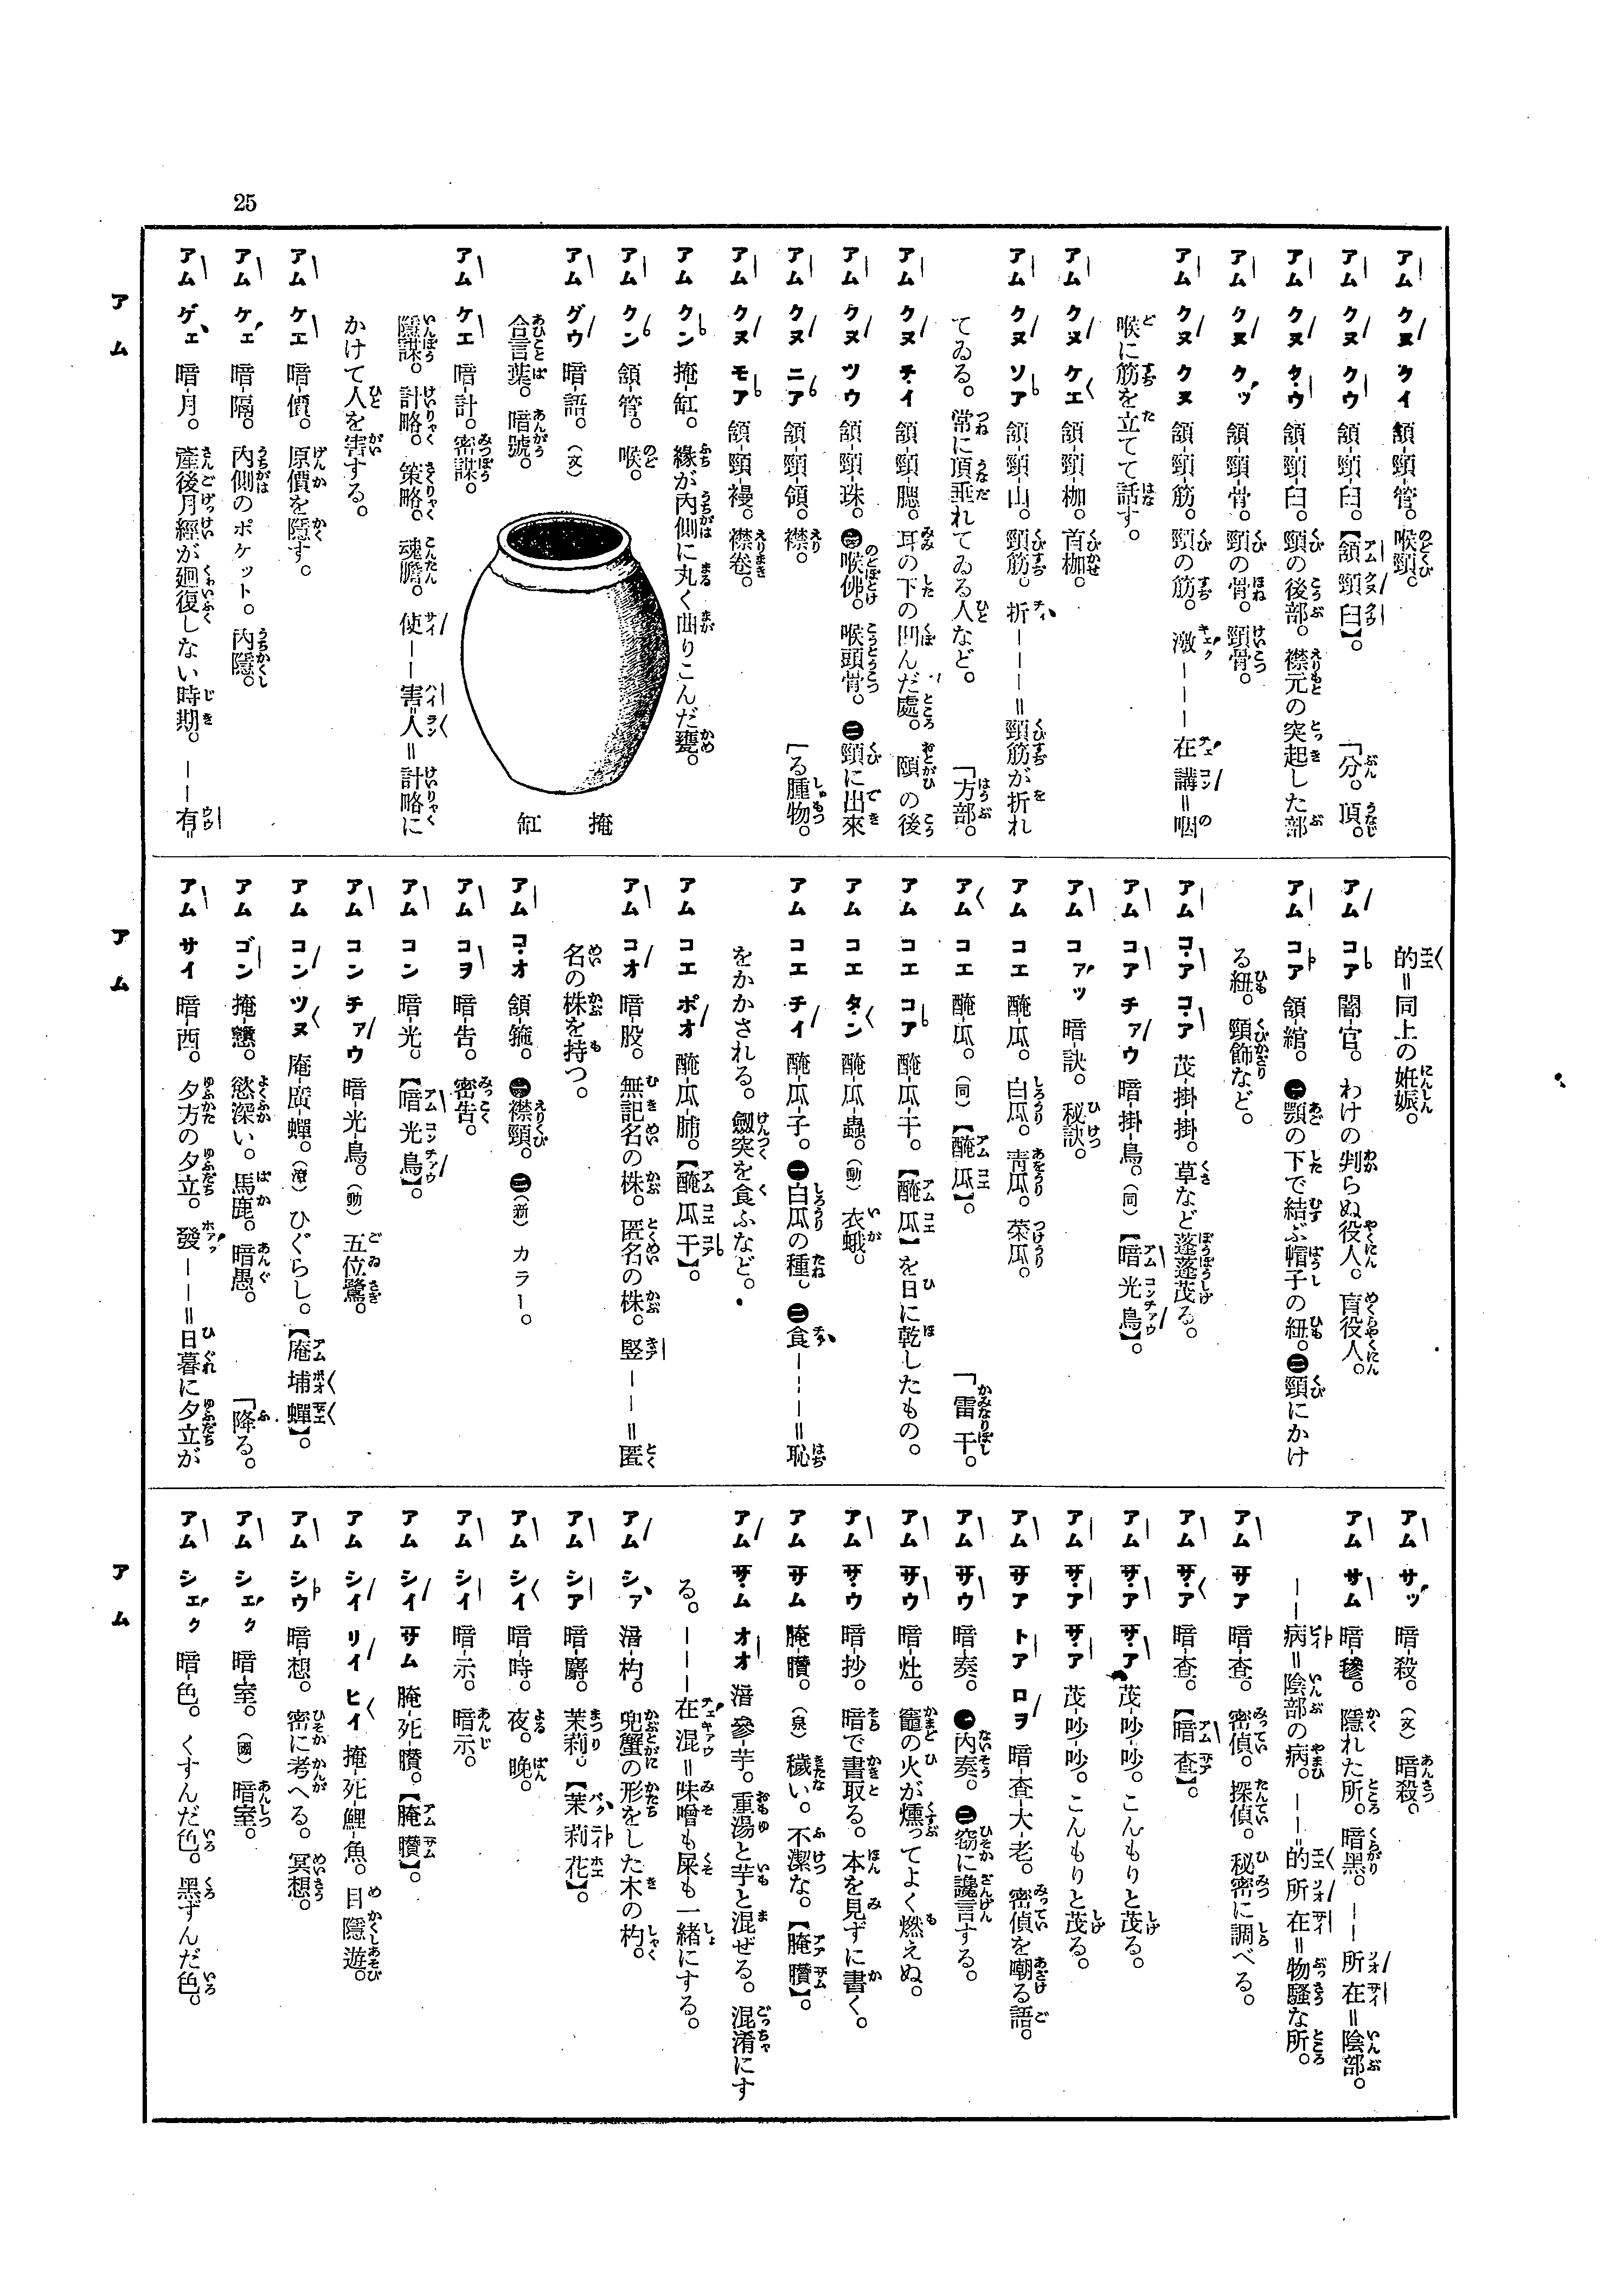 25
アム クヌ クイ 頷-頸-管。喉頸。
アム クヌ クウ 頷-頸-臼。【頷頸臼】。「分。頂。
アム クヌ クウ 頷-頸-臼。頸の後部。襟元の突起した部
アム クヌ クッ 頷-頸-骨。頸の骨。頸骨。
アム クヌ クヌ 頷-頸-筋。頸の筋。激－－－在講＝咽
喉に筋を立てて話す。
アム クヌ ケエ 頷-頸-枷。首枷。
アム クヌ ソア 頷-頸-山。頸筋。折－－－＝頸筋が折れ
てゐる。常に頂垂れてゐる人など。「方部。
アム クヌ チイ 頷-頸-腮。耳の下の凹んだ處。頤の後
アム クヌ ツウ 頷-頸-珠。㊀喉佛。喉頭骨。㊁頸に出來
アム クヌ ニア 頷-頸-領。襟。「る腫物。
アム クヌ モア 頷-頸-襪。襟卷。
アム クン 掩-缸。緣が內側に丸く曲りこんだ甕。
アム クン 頷-管。喉。
アム グウ 暗-語。（文）
合言葉。暗號。
アム ケエ 暗-計。密謀。
隱謀。計略。策略。魂膽。使－－害人＝計略に
かけて人を害する。
アム ケエ 暗-價。原價を隱す。
アム ケェ 暗-隔。內側のポケット。內隱。
アム ゲェ 暗-月。產後月經が廻復しない時期。－－有＝
掩缸
的＝同上の姙娠。
アム コア 闇-官。わけの判らぬ役人。盲役人。
アム コア 頷-綰。㊀顎の下で結ぶ帽子の紐。㊁頸にかけ
る紐。頸飾など。
アム コア コア 茂-掛-掛。草など蓬蓬茂る。
アム コア チァウ 暗-掛-鳥。（同）【暗光鳥】。
アム コァッ 暗-訣。秘訣。
アム コエ 醃-瓜。白瓜。靑瓜。菜瓜。
アム コエ 醃-瓜。（同）【醃瓜】。「雷干。
アム コエ コア 醃-瓜-干。【醃瓜】を日に乾したもの。
アム コエ タン 醃-瓜-蟲。（動）衣蛾。
アム コエ チイ 醃-瓜-子。㊀白瓜の種。㊁食－－－＝恥
をかかされる。劍突を食ふなど。
アム コエ ポオ 醃-瓜-脯。【醃瓜干】。
アム コオ 暗-股。無記名の株。匿名の株。竪－－＝匿
名の株を持つ。
アム コオ 頷-箍。㊀襟頸。㊁（新）カラー。
アム コヲ 暗-告。密告。
アム コン 暗-光。【暗光鳥】。
アム コン チァウ 暗-光-鳥。（動）五位鷺。
アム コン ツヌ 庵-廣-蟬。（漳）ひぐらし。【庵埔蟬】。
アム ゴン 掩-戇。慾深い。馬鹿。暗愚。「降る。
アム サイ 暗-西。夕方の夕立。發－－＝日暮に夕立が
アム サッ 暗-殺。（文）暗殺。
アム サム 暗-毿。隱れた所。暗黑。－－所在＝陰部。
－－病＝陰部の病。－－＝的所在＝物騷な所。
アム サア 暗-查。密偵。探偵。秘密に調べる。
アム サア 暗-查。【暗查】。
アム サア サア 茂-吵-吵。こんもりと茂る。
アム サア サア 茂-吵-吵。こんもりと茂る。
アム サア トア ロヲ 暗-查-大-老。密偵を嘲る語。
アム サウ 暗-奏。㊀內奏。㊁窃に讒言する。
アム サウ 暗-灶。竈の火が燻ってよく燃えぬ。
アム サウ 暗-抄。暗で書取る。本を見ずに書く。
アム サム 腌-臢。（泉）穢い。不潔な。【腌臢】。
アム サム オオ 潘-參-芋。重湯と芋と混ぜる。混淆にす
る。－－－在混＝味噌も屎も一緖にする。
アム シァ 潘-杓。兜蟹の形をした木の杓。
アム シア 暗-麝。茉莉。【茉莉花】。
アム シイ 暗-時。夜。晚。
アム シイ 暗-示。暗示。
アム シイ サム 腌-死-臢。【腌臢】。
アム シイ リイ ヒイ 掩-死-鯉-魚。目隱遊。
アム シウ 暗-想。密に考へる。冥想。
アム シェク 暗-室。（國）暗室。
アム シェク 暗-色。くすんだ色。黑ずんだ色。
アム
アム
アム